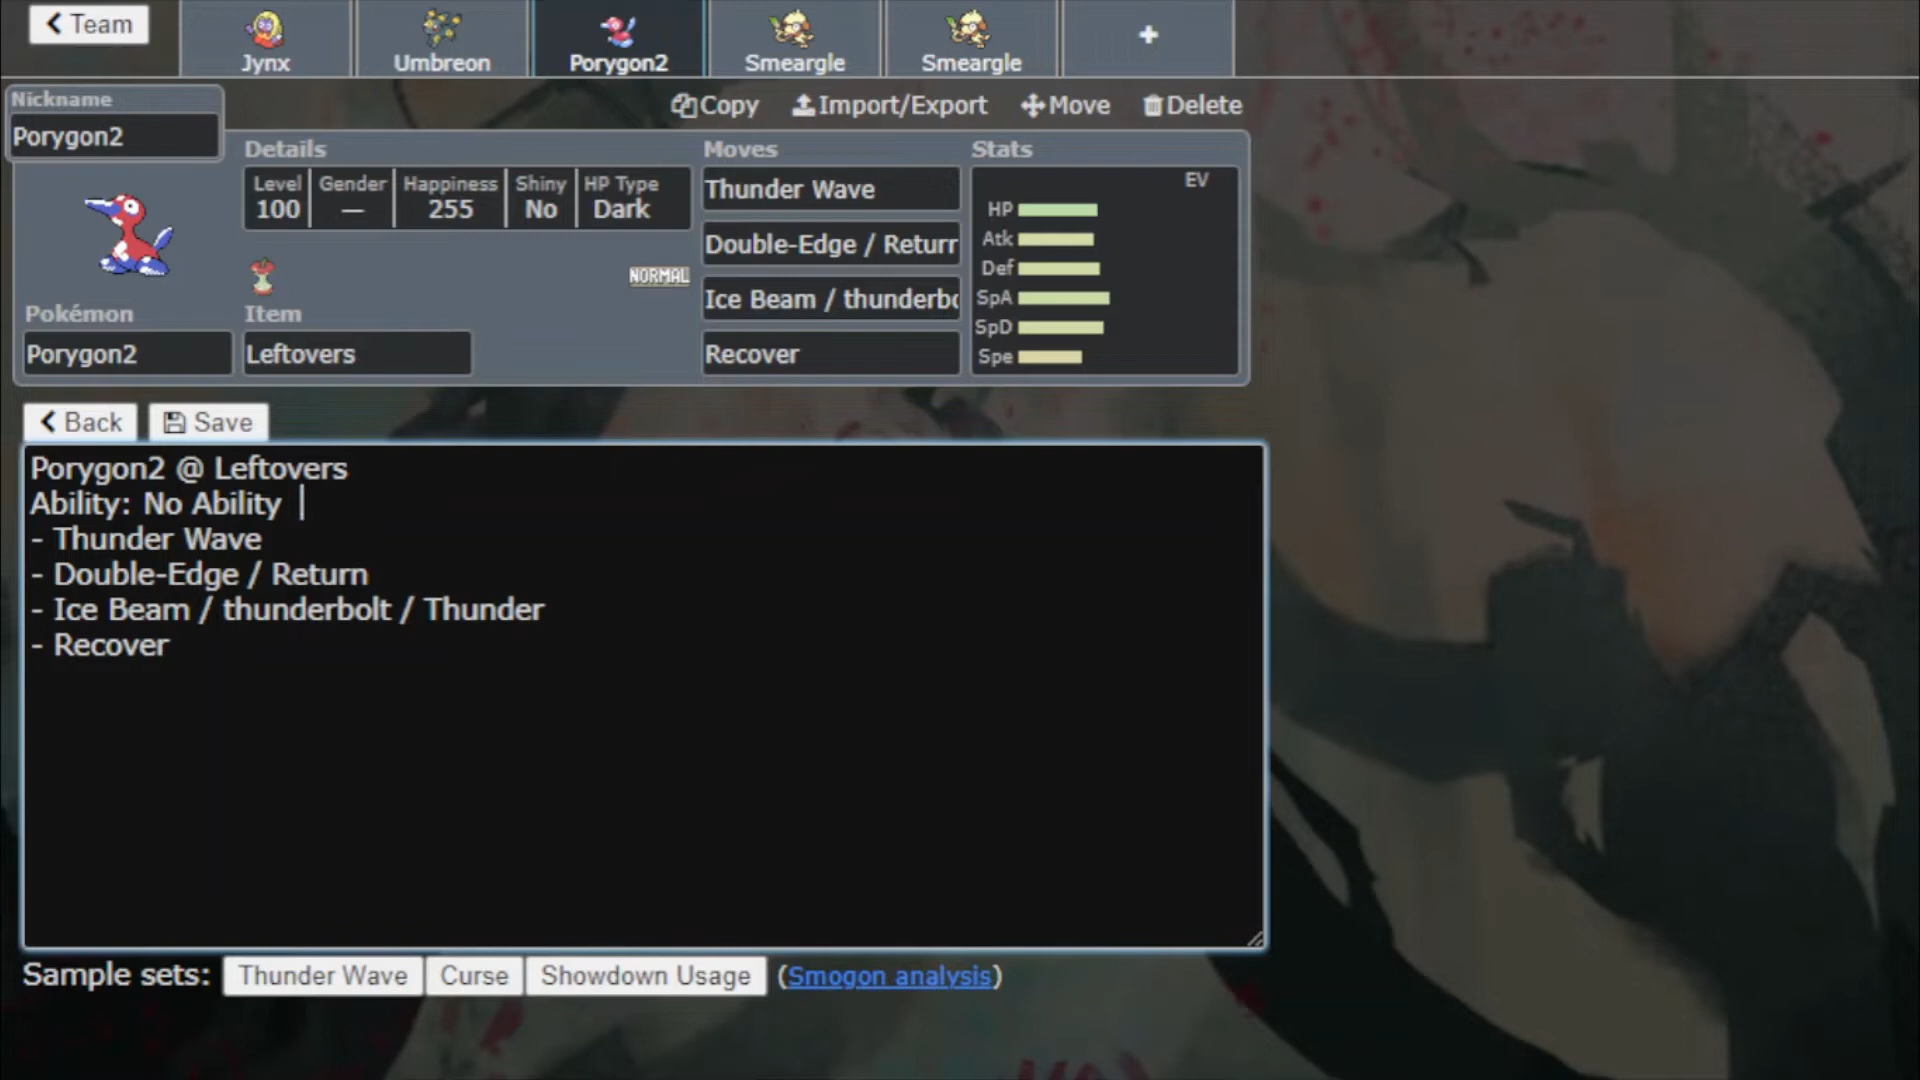 Team
Jynx
Umbreon
Porygon2
Smeargle
Smeargle
+
Nickname
Porygon2
Copy
Import/Export
Move
Delete
Details
Level
100
Gender
—
Happiness
255
Shiny
No
HP Type
Dark
NORMAL
Pokémon
Porygon2
Item
Leftovers
Moves
Thunder Wave
Double-Edge / Return
Ice Beam / thunderbo
Recover
Stats
EV
HP
Atk
Def
SpA
SpD
Spe
Back
Save
Porygon2 @ Leftovers
Ability: No Ability
- Thunder Wave
- Double-Edge / Return
- Ice Beam / thunderbolt / Thunder
- Recover
Sample sets: Thunder Wave Curse Showdown Usage (Smogon analysis)